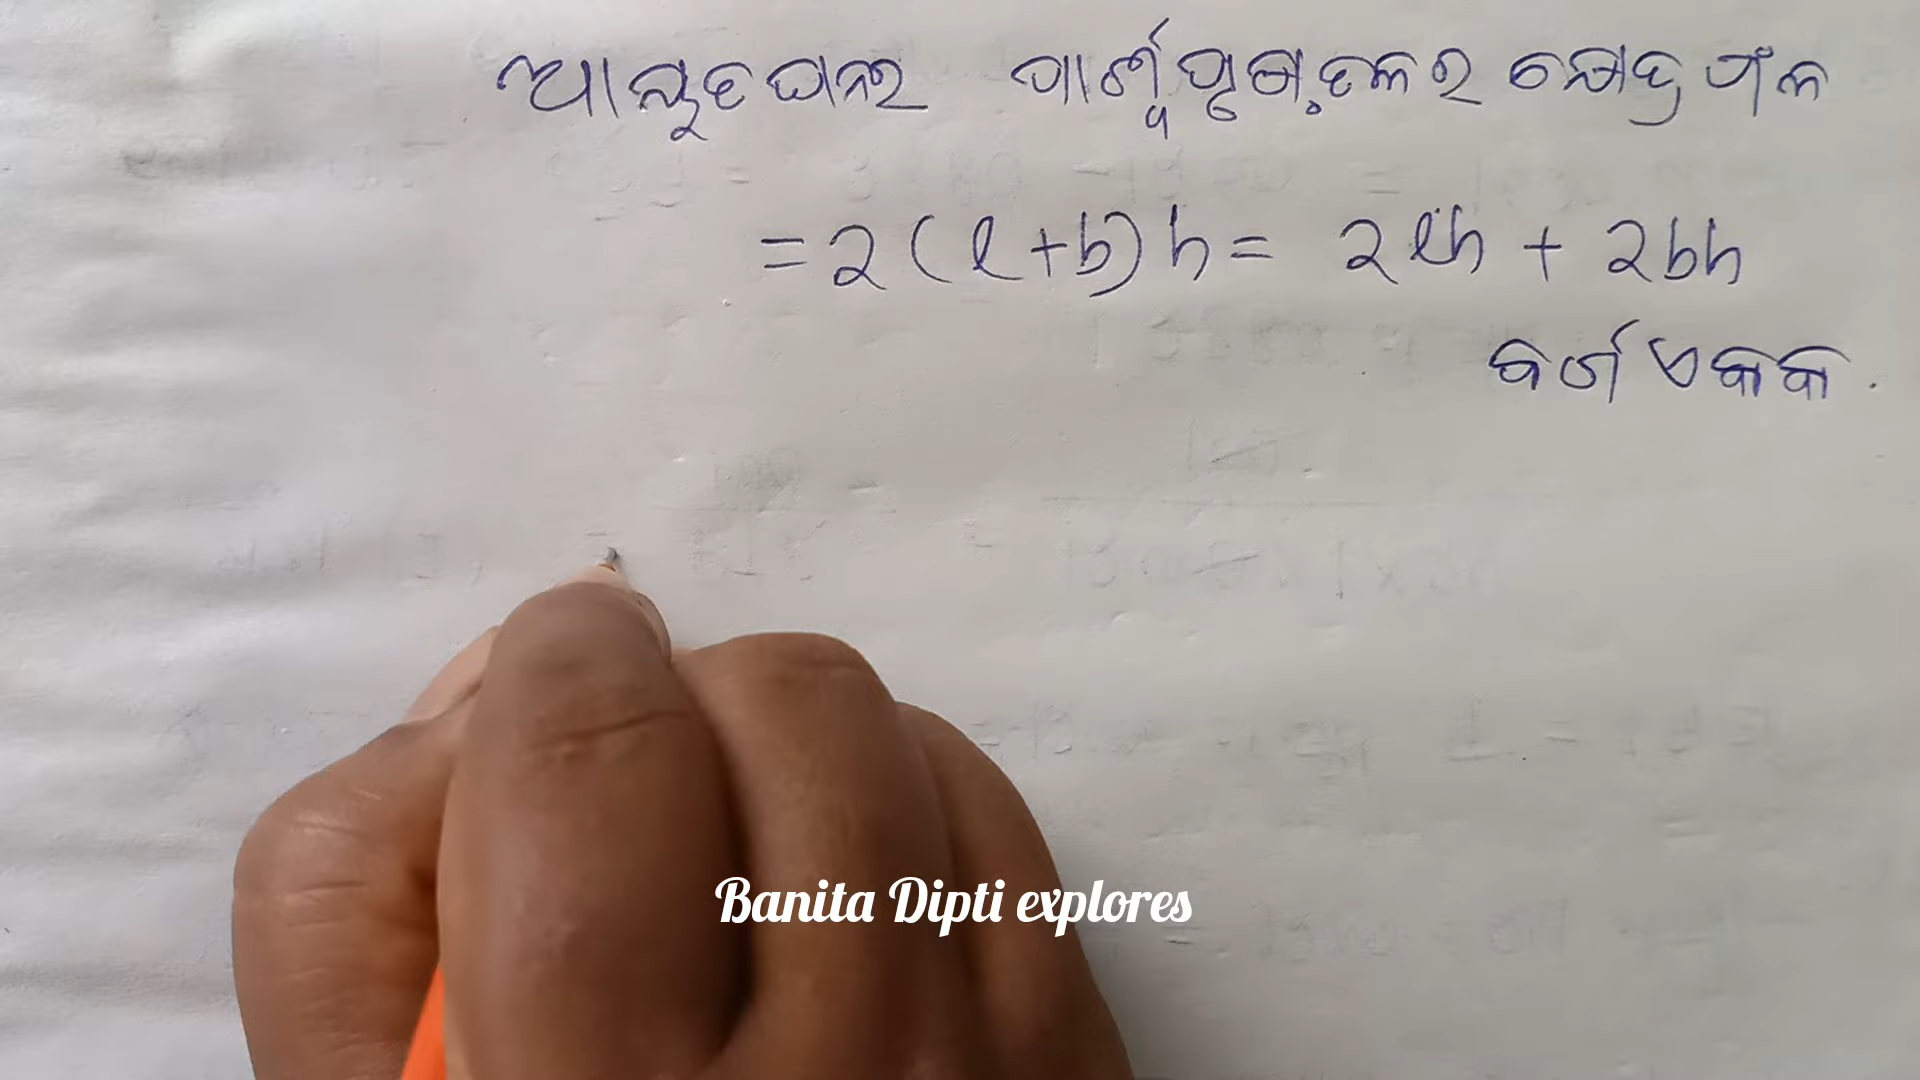 ଆୟତଘନର ପାର୍ଶ୍ୱପୃଷ୍ଠତଳର କ୍ଷେତ୍ରଫଳ
= 2 (l + b) h = 2lh + 2bh
ବର୍ଗ ଏକକ.
Banita Dipti explores